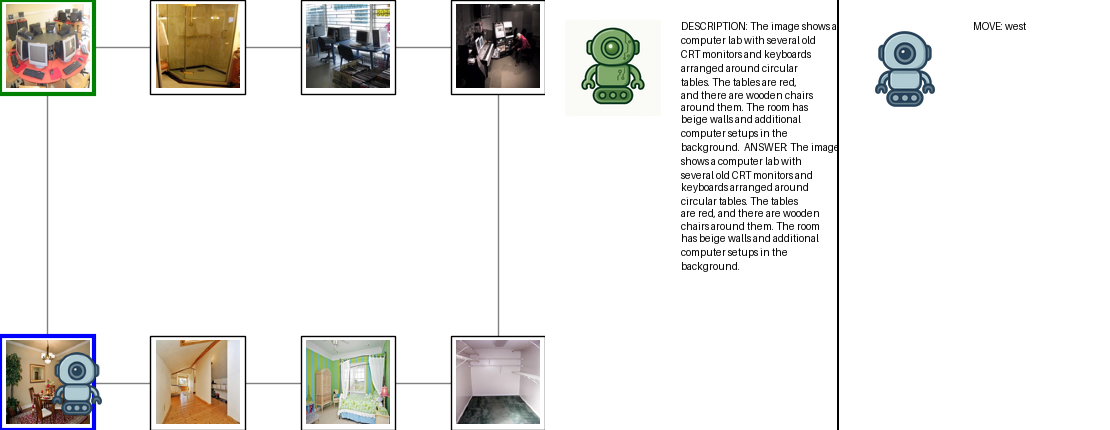 DESCRIPTION: The image shows a
computer lab with several old
CRT monitors and keyboards
arranged around circular
tables. The tables are red,
and there are wooden chairs
around them. The room has
beige walls and additional
computer setups in the
background. ANSWER: The image
shows a computer lab with
several old CRT monitors and
keyboards arranged around
circular tables. The tables
are red, and there are wooden
chairs around them. The room
has beige walls and additional
computer setups in the
background.
MOVE: west